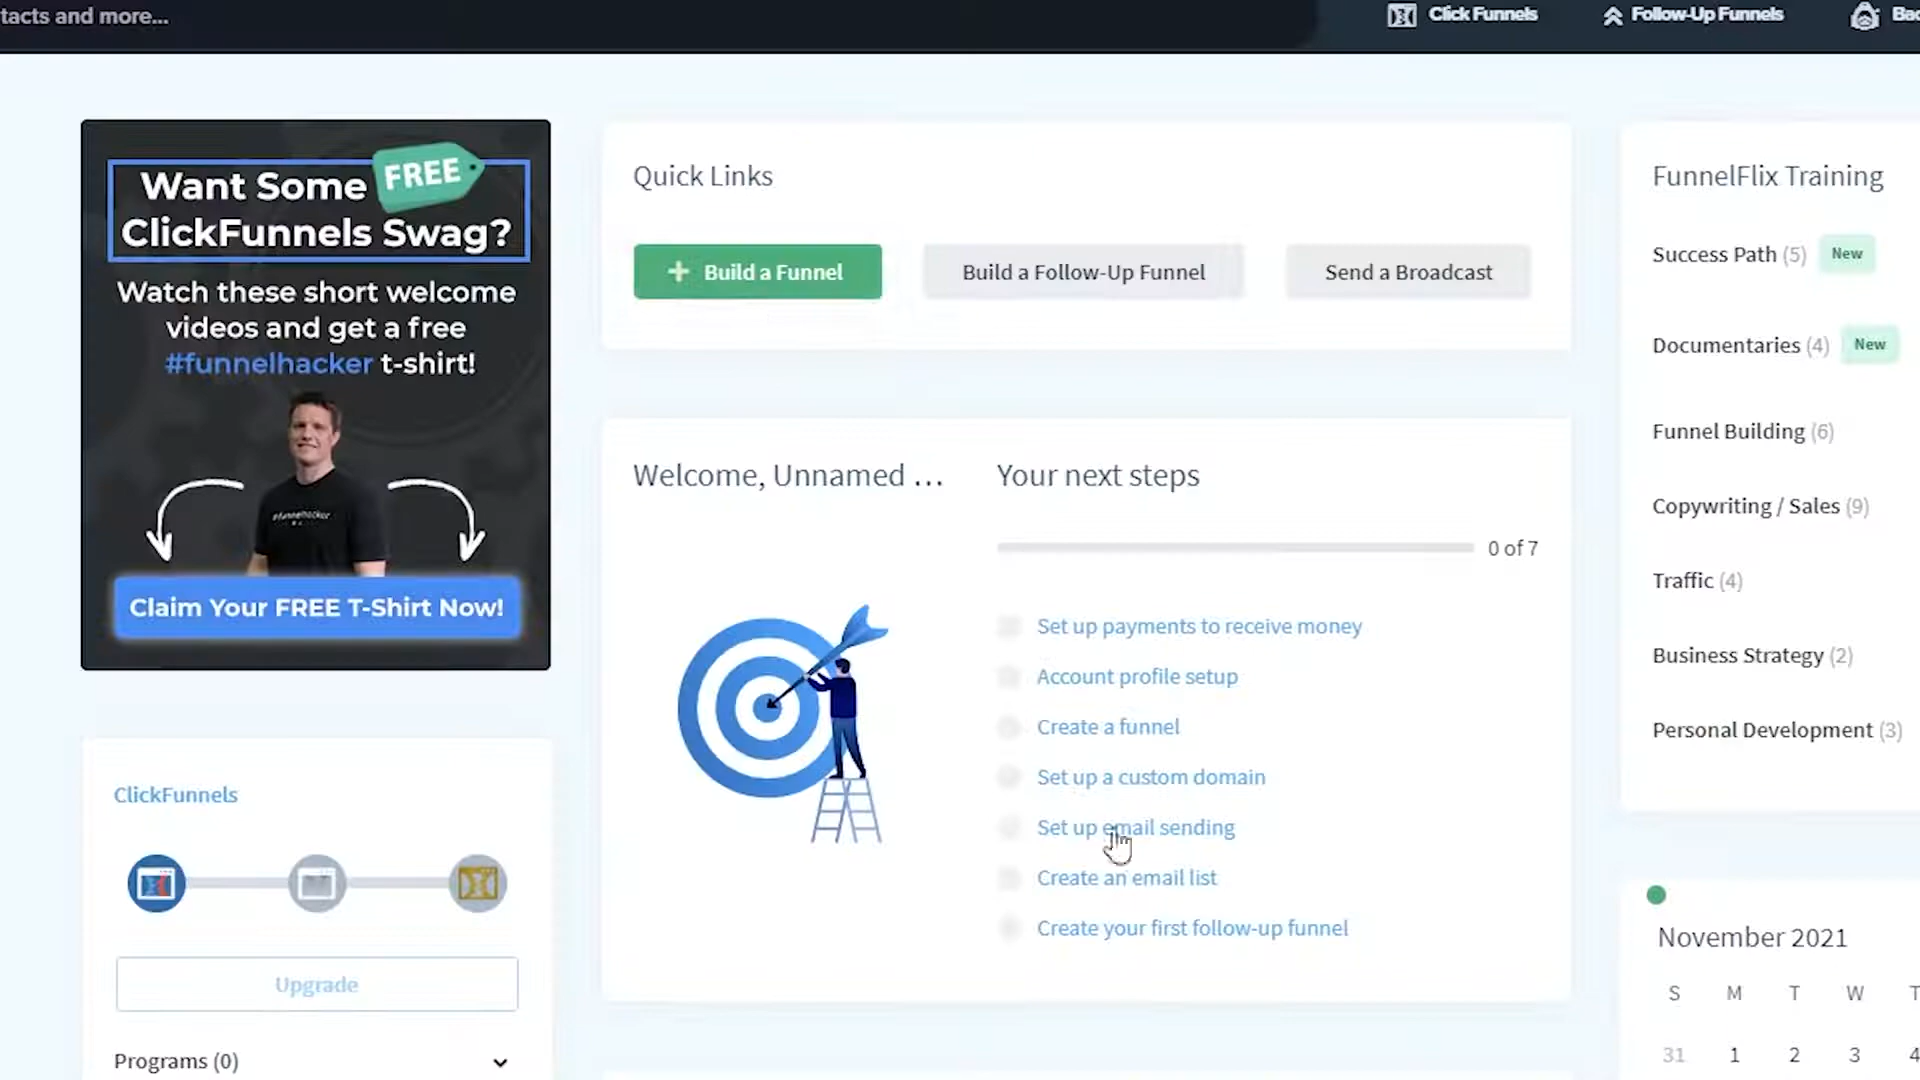 tacts and more...
Click Funnels
Follow-Up Funnels
Want Some FREE
ClickFunnels Swag?
Watch these short welcome
videos and get a free
#funnelhacker t-shirt!
#funnelhacker
Claim Your FREE T-Shirt Now!
ClickFunnels
Upgrade
Programs (0)
Quick Links
+ Build a Funnel
Build a Follow-Up Funnel
Send a Broadcast
Welcome, Unnamed ...
Your next steps
0 of 7
Set up payments to receive money
Account profile setup
Create a funnel
Set up a custom domain
Set up email sending
Create an email list
Create your first follow-up funnel
FunnelFlix Training
Success Path (5) New
Documentaries (4) New
Funnel Building (6)
Copywriting / Sales (9)
Traffic (4)
Business Strategy (2)
Personal Development (3)
November 2021
S M T W T
31 1 2 3 4